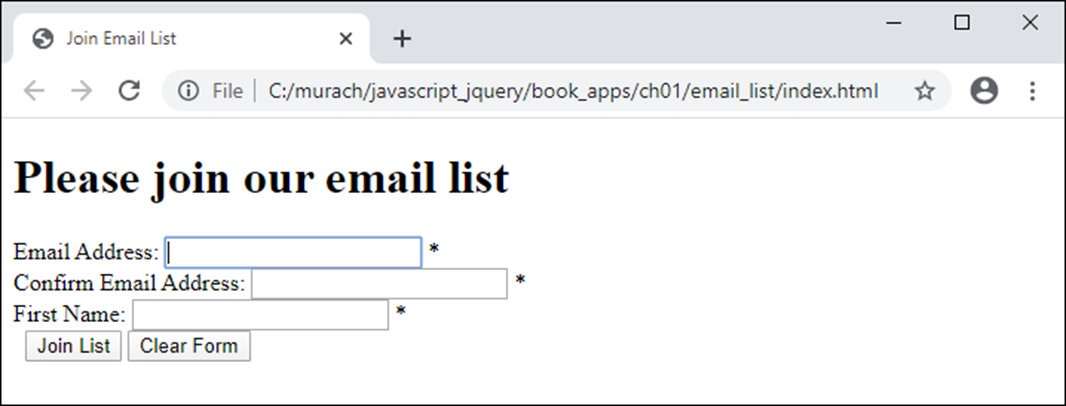 Join Email List
File | C:/murach/javascript_jquery/book_apps/ch01/email_list/index.html
Please join our email list
Email Address: *
Confirm Email Address: *
First Name: *
Join List Clear Form